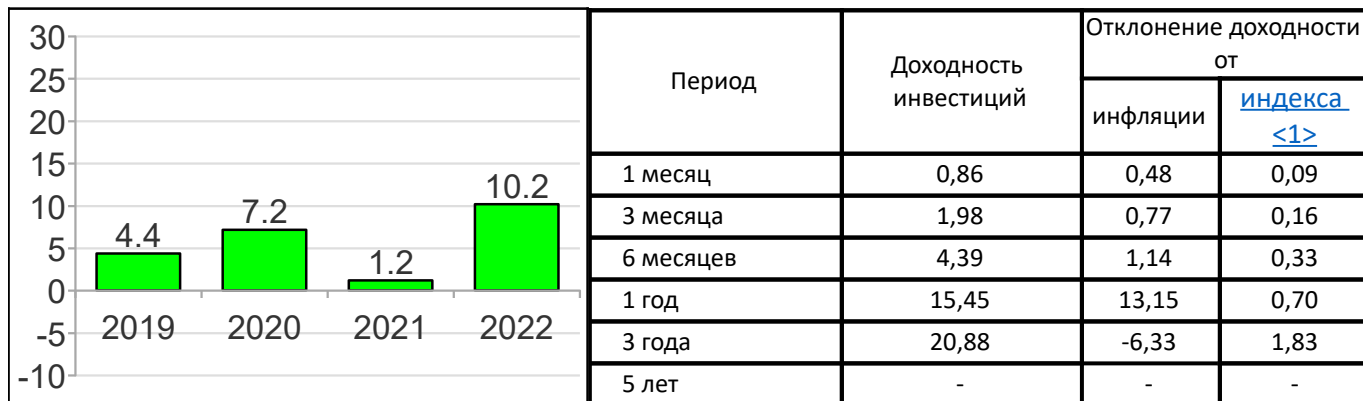 30
25
20
15
10
5
0
-5
-10
4.4
7.2
1.2
10.2
2019 2020 2021 2022
Период
Доходность
инвестиций
Отклонение доходности
от
инфляции
индекса
<1>
1 месяц 0,86 0,48 0,09
3 месяца 1,98 0,77 0,16
6 месяцев 4,39 1,14 0,33
1 год 15,45 13,15 0,70
3 года 20,88 -6,33 1,83
5 лет - - -